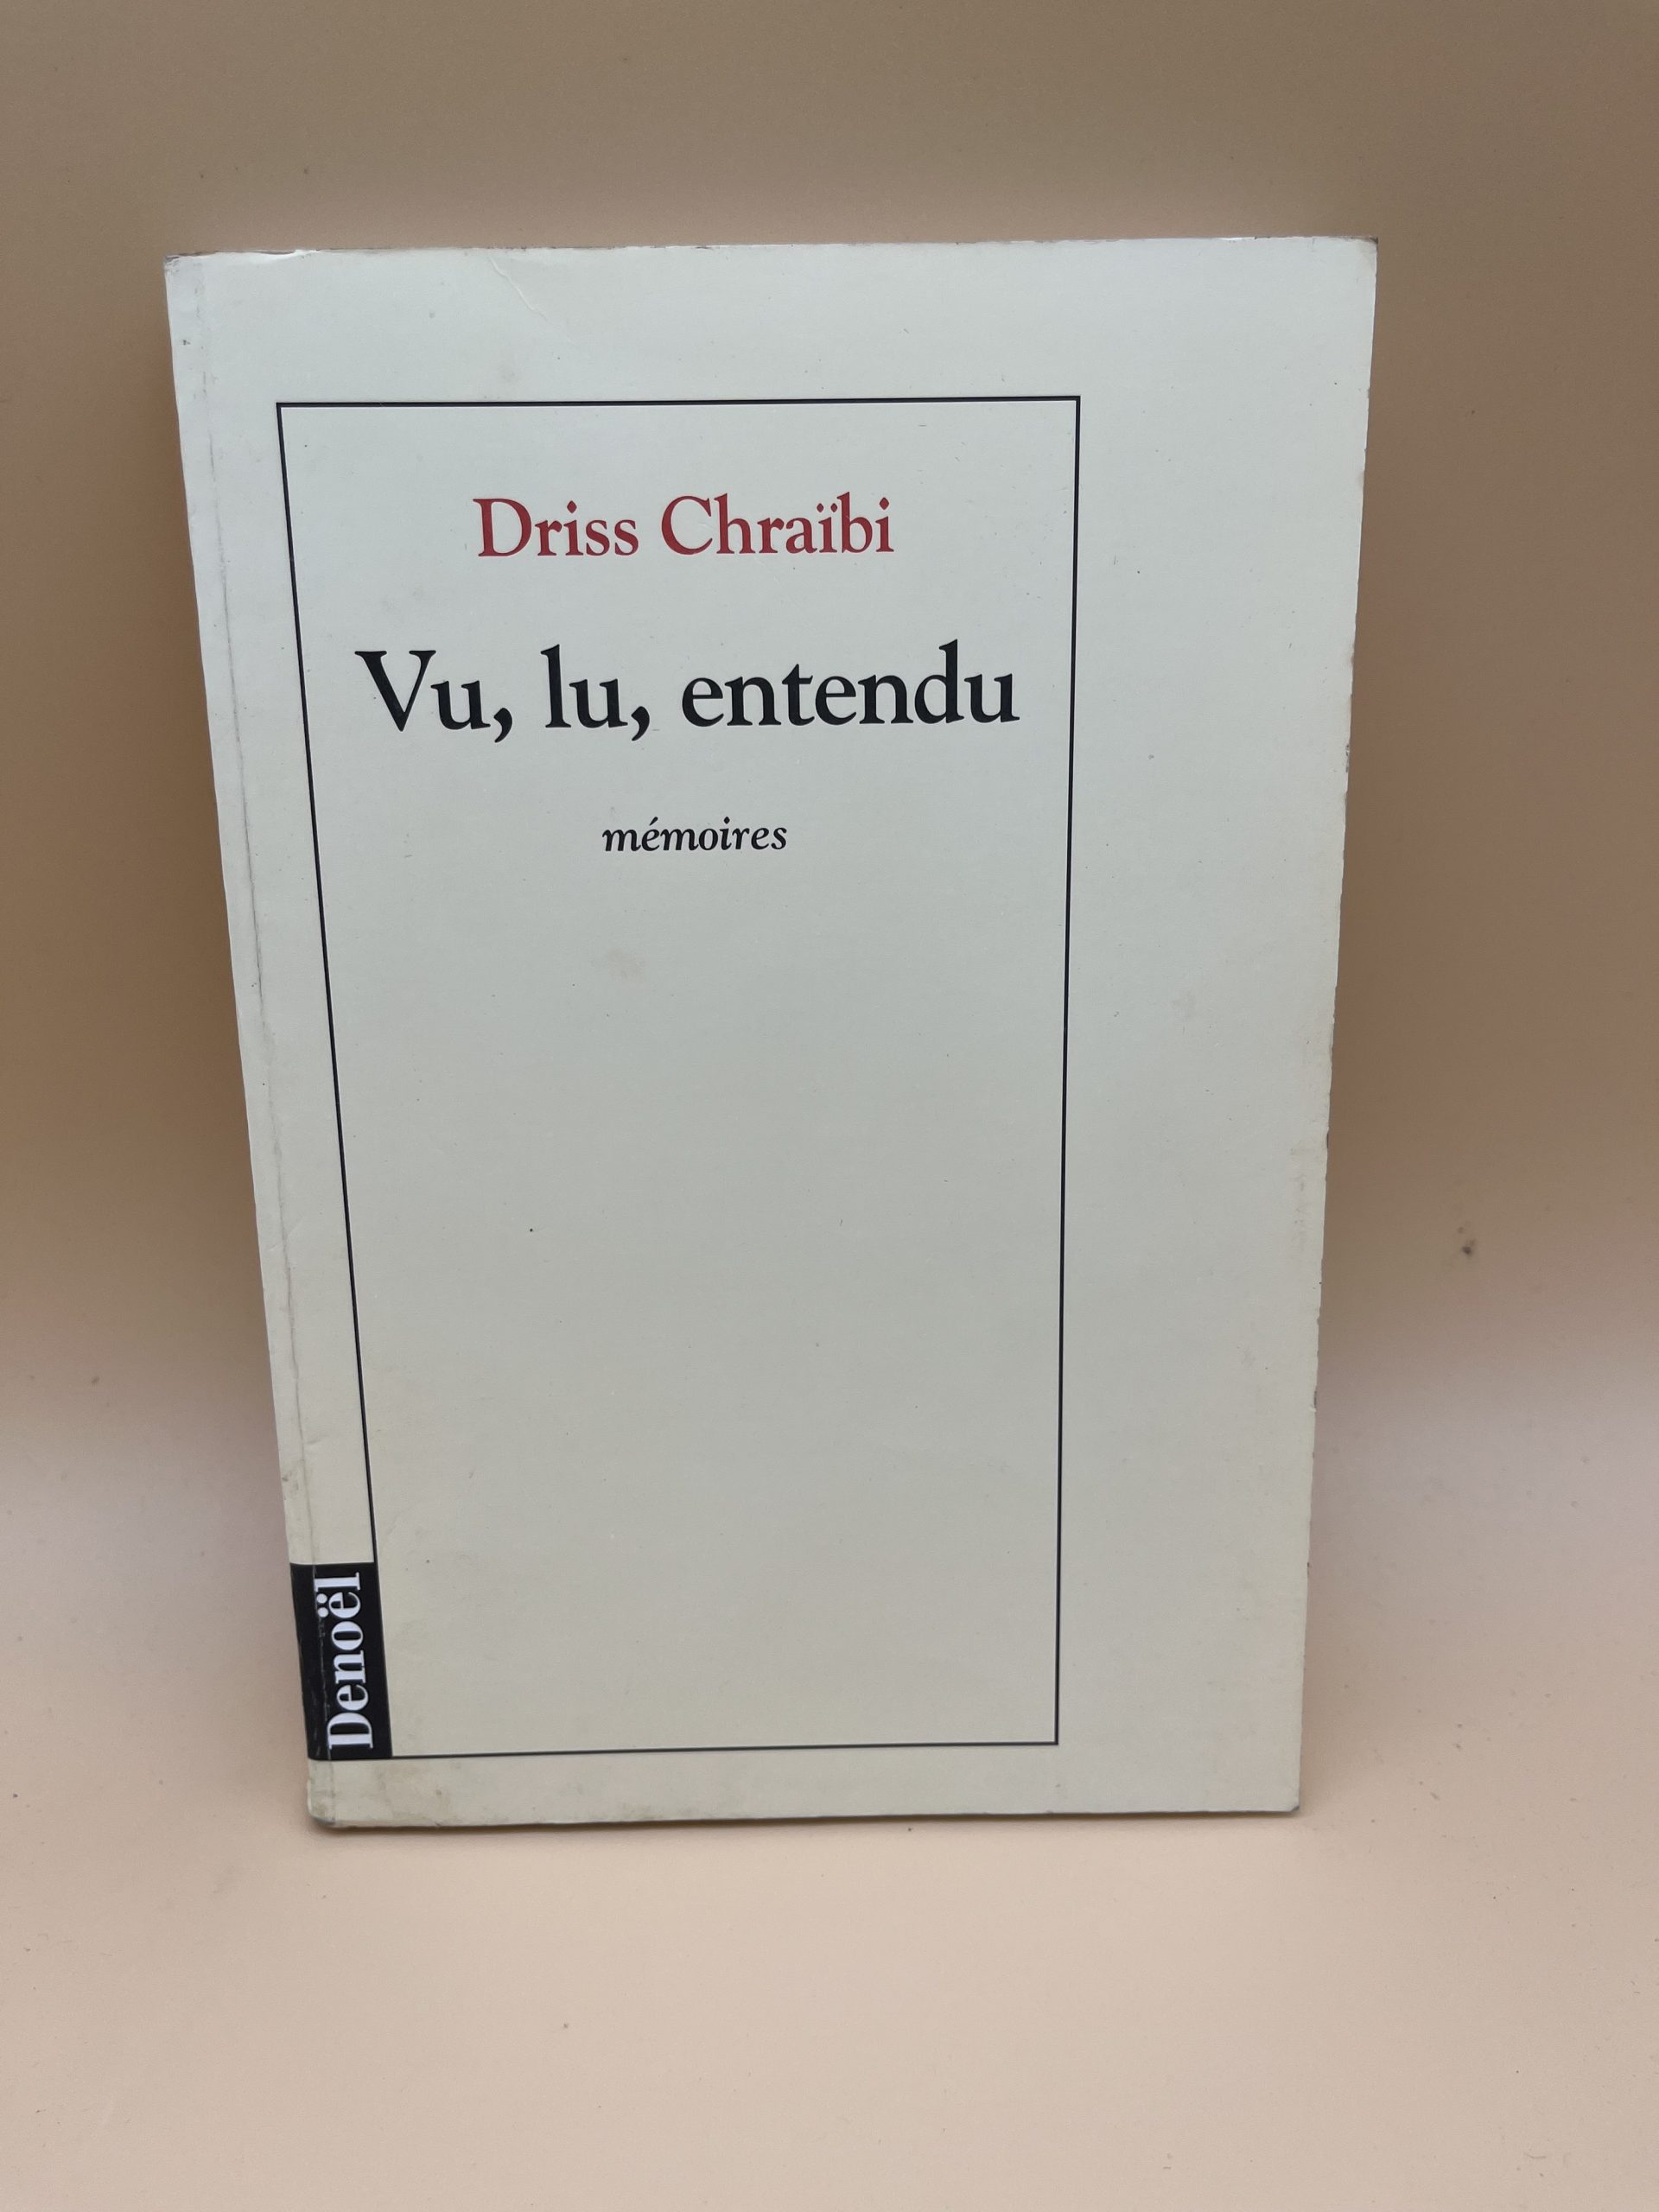 Driss Chraïbi
Vu, lu, entendu
mémoires
Denoël